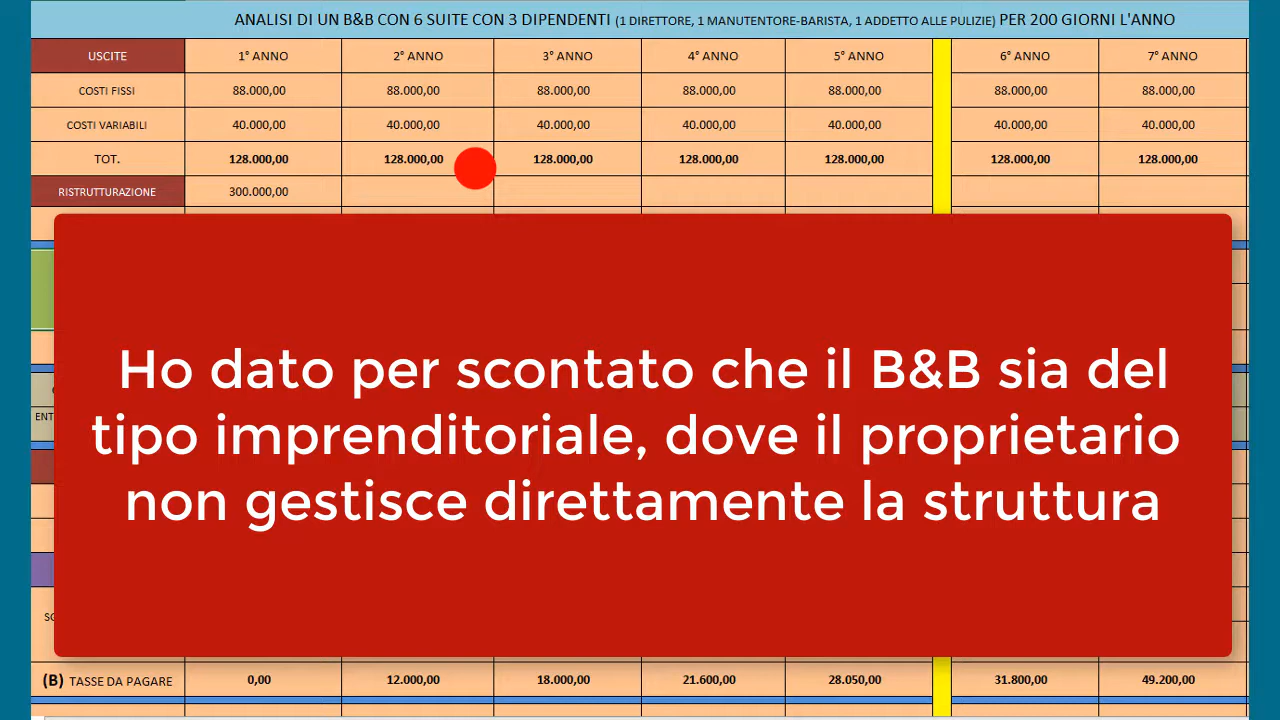 ANALISI DI UN B&B CON 6 SUITE CON 3 DIPENDENTI (1 DIRETTORE, 1 MANUTENTORE-BARISTA, 1 ADDETTO ALLE PULIZIE) PER 200 GIORNI L'ANNO
USCITE 1° ANNO 2° ANNO 3° ANNO 4° ANNO 5° ANNO 6° ANNO 7° ANNO
COSTI FISSI 88.000,00 88.000,00 88.000,00 88.000,00 88.000,00 88.000,00 88.000,00
COSTI VARIABILI 40.000,00 40.000,00 40.000,00 40.000,00 40.000,00 40.000,00 40.000,00
TOT. 128.000,00 128.000,00 128.000,00 128.000,00 128.000,00 128.000,00 128.000,00
RISTRUTTURAZIONE 300.000,00
Ho dato per scontato che il B&B sia del
tipo imprenditoriale, dove il proprietario
non gestisce direttamente la struttura
(B) TASSE DA PAGARE 0,00 12.000,00 18.000,00 21.600,00 28.050,00 31.800,00 49.200,00